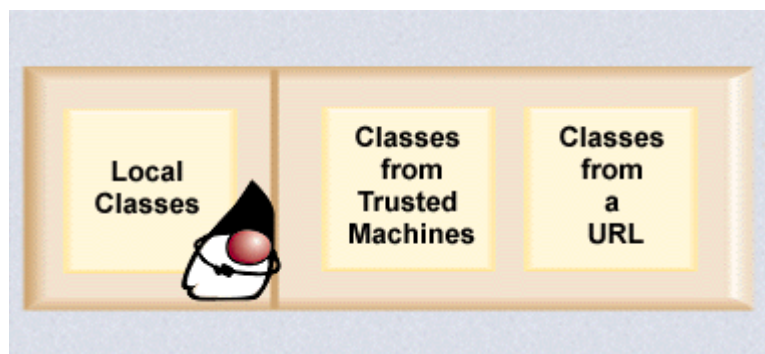 Local
Classes
Classes
from
Trusted
Machines
Classes
from
a
URL